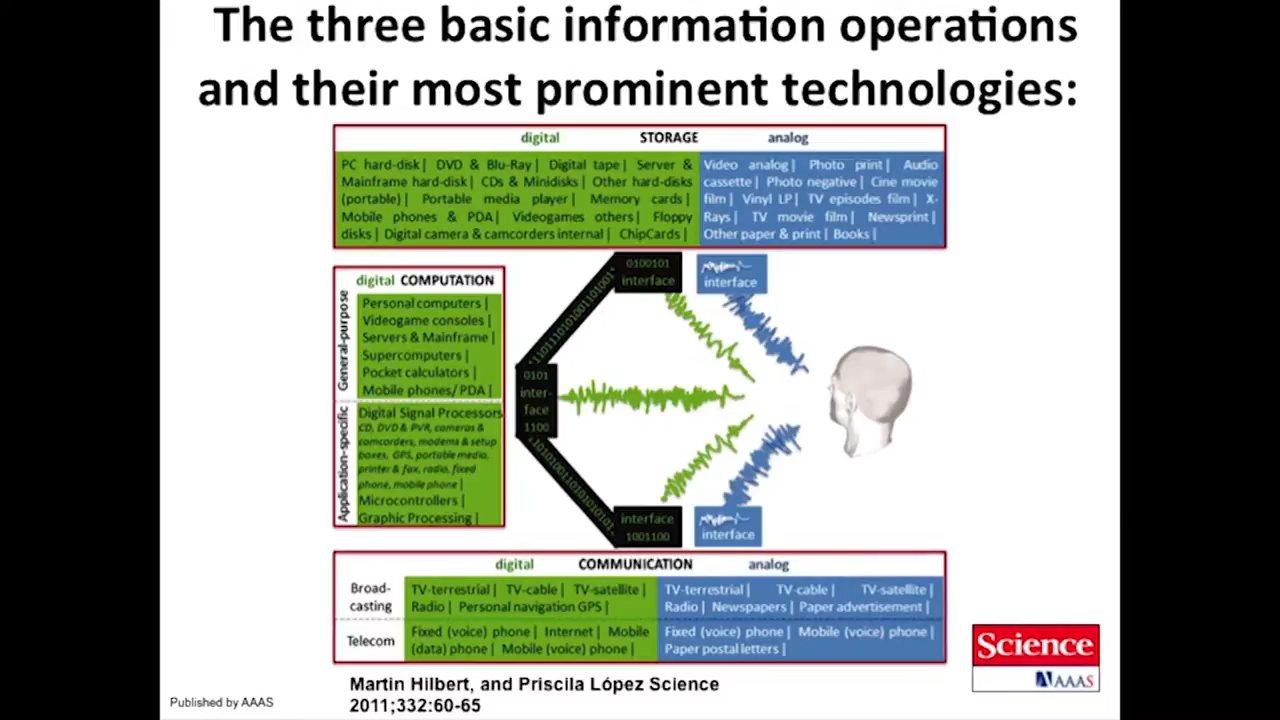 The three basic information operations
and their most prominent technologies:
digital STORAGE analog
PC hard-disk| DVD & Blu-Ray| Digital tape| Server &
Mainframe hard-disk| CDs & Minidisks| Other hard-disks
(portable)| Portable media player| Memory cards|
Mobile phones & PDA| Videogames others| Floppy
disks| Digital camera & camcorders internal| ChipCards|
Video analog| Photo print| Audio
cassette| Photo negative| Cine movie
film| Vinyl LP| TV episodes film| X-
Rays| TV movie film| Newsprint|
Other paper & print| Books|
0100101
interface
interface
digital COMPUTATION
General-purpose
Personal computers|
Videogame consoles|
Servers & Mainframe|
Supercomputers|
Pocket calculators|
Mobile phones/ PDA|
Application-specific
Digital Signal Processors
CD, DVD & PVR, cameras &
camcorders, modems & setup
boxes, GPS, portable media,
printer & fax, radio, fixed
phone, mobile phone|
Microcontrollers|
Graphic Processing|
0101
inter-
face
1100
interface
1001100
interface
digital COMMUNICATION analog
Broad-
casting
TV-terrestrial| TV-cable| TV-satellite|
Radio| Personal navigation GPS|
TV-terrestrial| TV-cable| TV-satellite|
Radio| Newspapers| Paper advertisement|
Telecom
Fixed (voice) phone| Internet| Mobile
(data) phone| Mobile (voice) phone|
Fixed (voice) phone| Mobile (voice) phone|
Paper postal letters|
Science
AAAS
Martin Hilbert, and Priscila López Science
2011;332:60-65
Published by AAAS